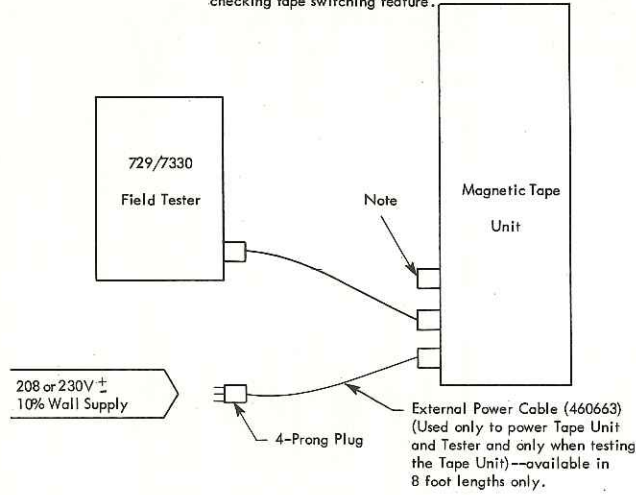 checking tape switching feature.
729/7330
Field Tester
Note
Magnetic Tape
Unit
208 or 230V ±
10% Wall Supply
4-Prong Plug
External Power Cable (460663)
(Used only to power Tape Unit
and Tester and only when testing
the Tape Unit)--available in
8 foot lengths only.